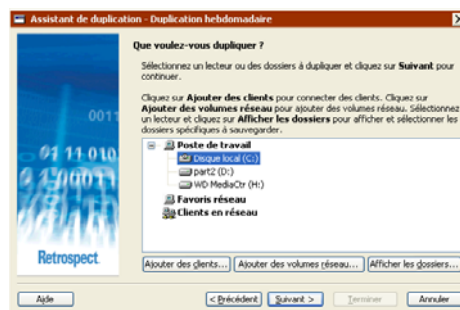 Assistant de duplication - Duplication hebdomadaire
Que voulez-vous dupliquer ?
Sélectionnez un lecteur ou des dossiers à dupliquer et cliquez sur Suivant pour
continuer.
Cliquez sur Ajouter des clients pour connecter des clients. Cliquez sur
Ajouter des volumes réseau pour ajouter des volumes réseau. Sélectionnez
un lecteur et cliquez sur Afficher les dossiers pour afficher et sélectionner les
dossiers spécifiques à sauvegarder.
Poste de travail
Disque local (C:)
part2 (D:)
WD MediaCtr (H:)
Favoris réseau
Clients en réseau
Retrospect
Ajouter des clients... Ajouter des volumes réseau... Afficher les dossiers...
Aide < Précédent Suivant > Terminer Annuler